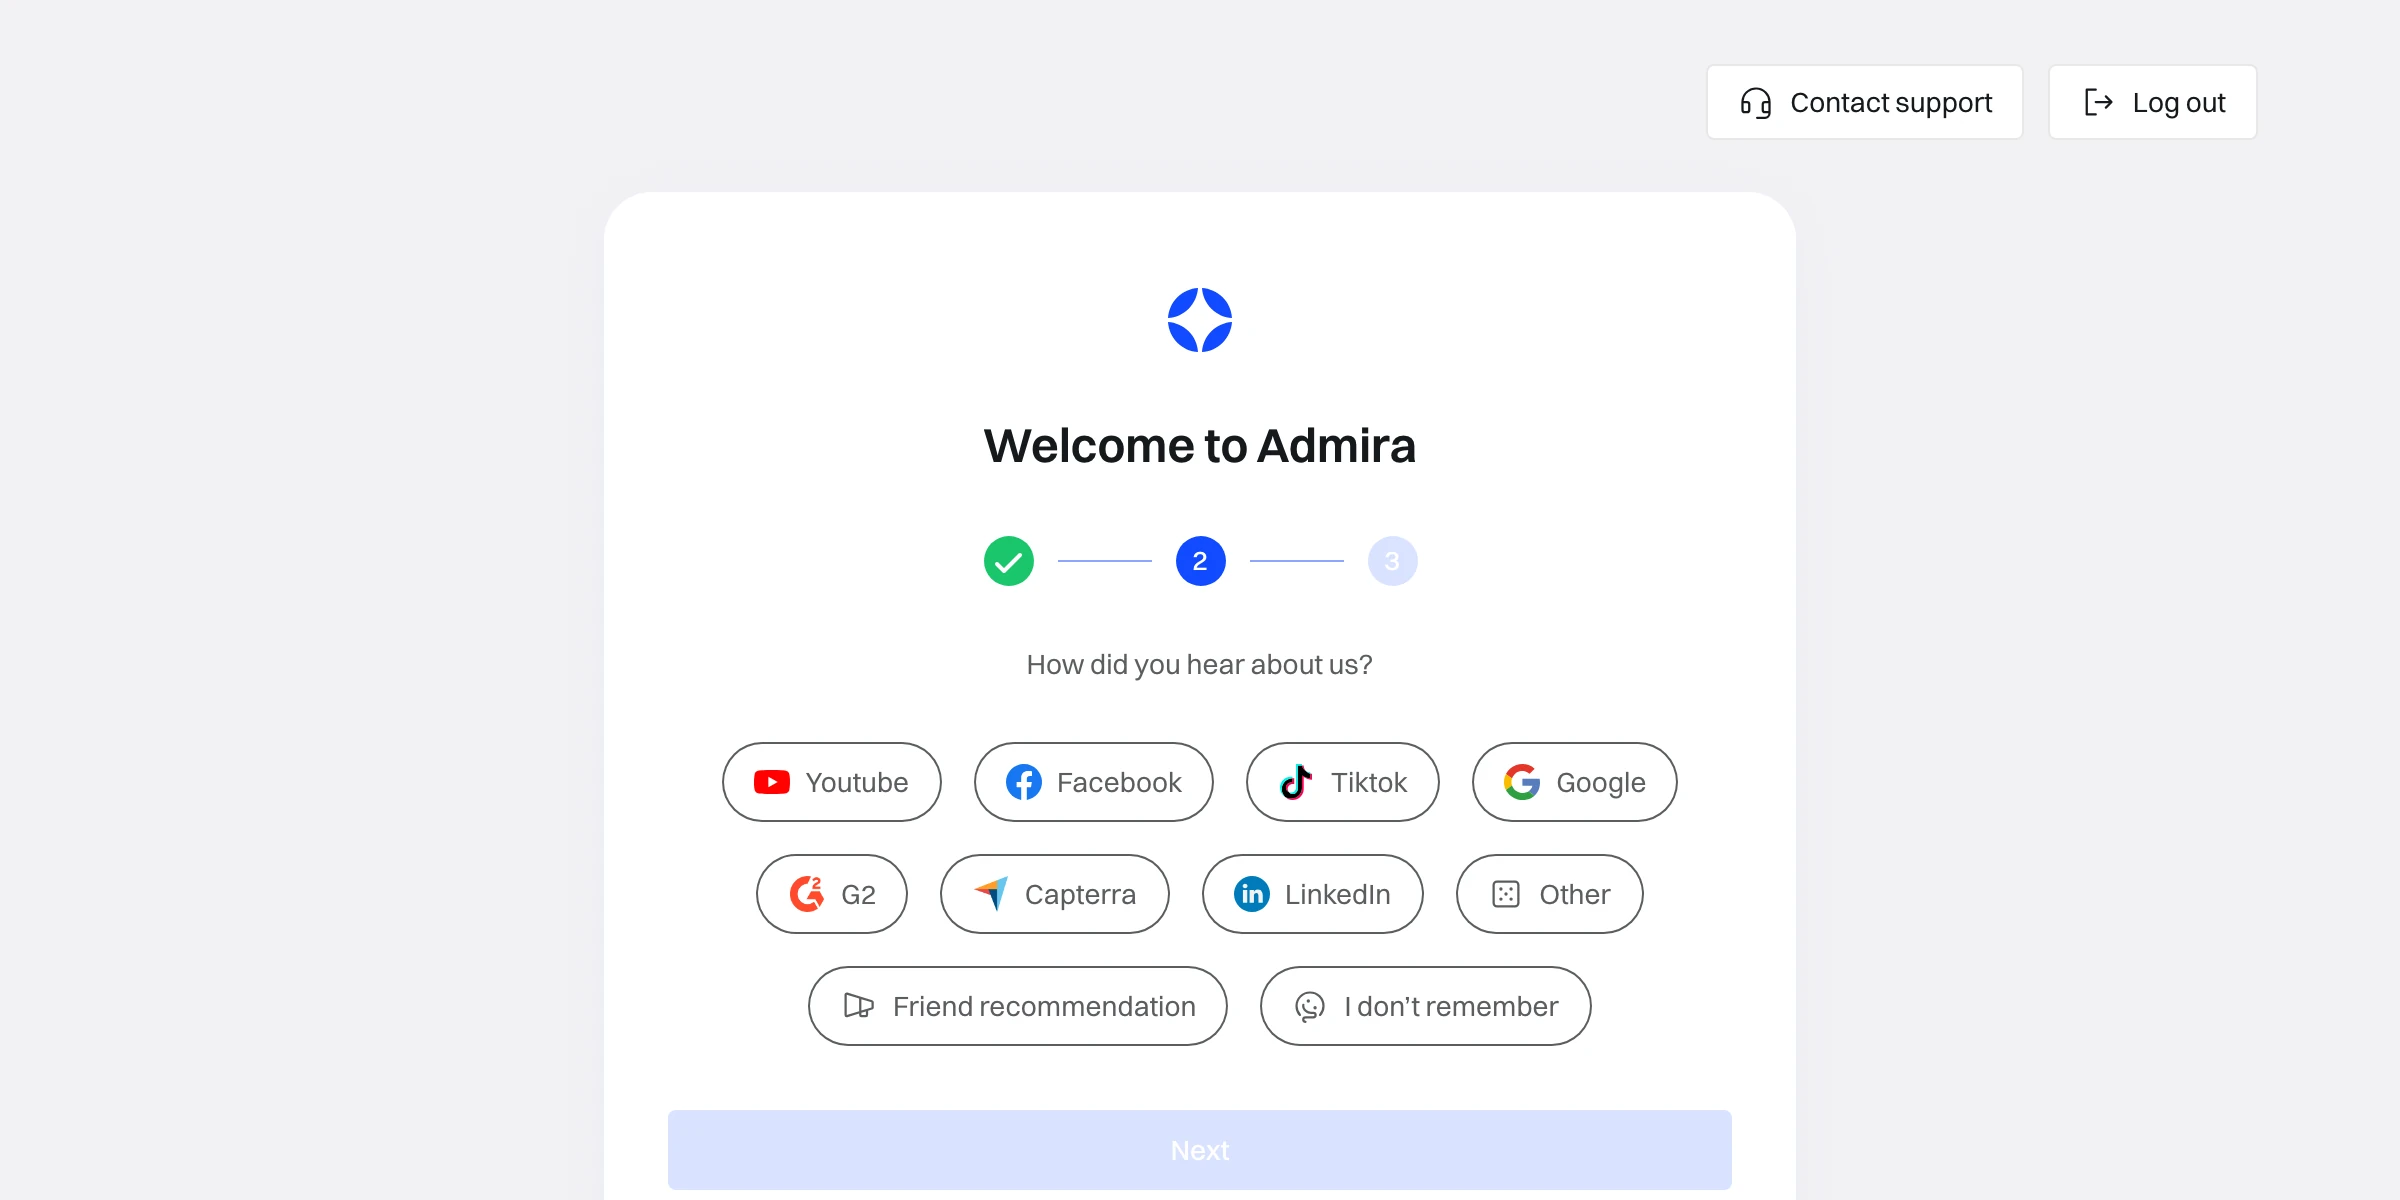 Contact support
Log out
Welcome to Admira
2
3
How did you hear about us?
Youtube
Facebook
Tiktok
Google
G2
Capterra
LinkedIn
Other
Friend recommendation
I don’t remember
Next